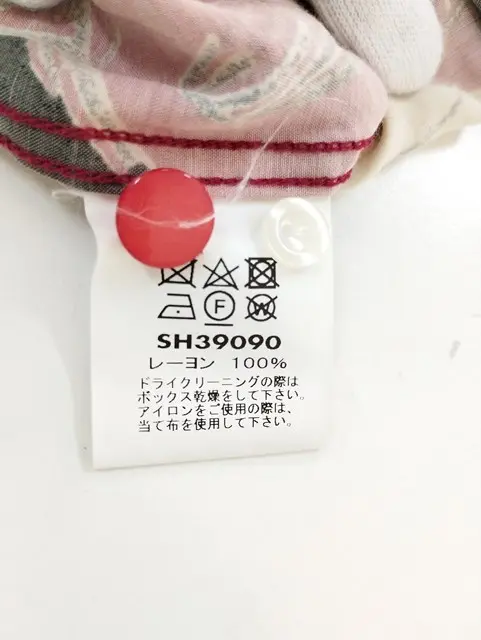 F W
SH39090
レーヨン 100%
ドライクリーニングの際は
ボックス乾燥をして下さい。
アイロンをご使用の際は、
当て布を使用して下さい。